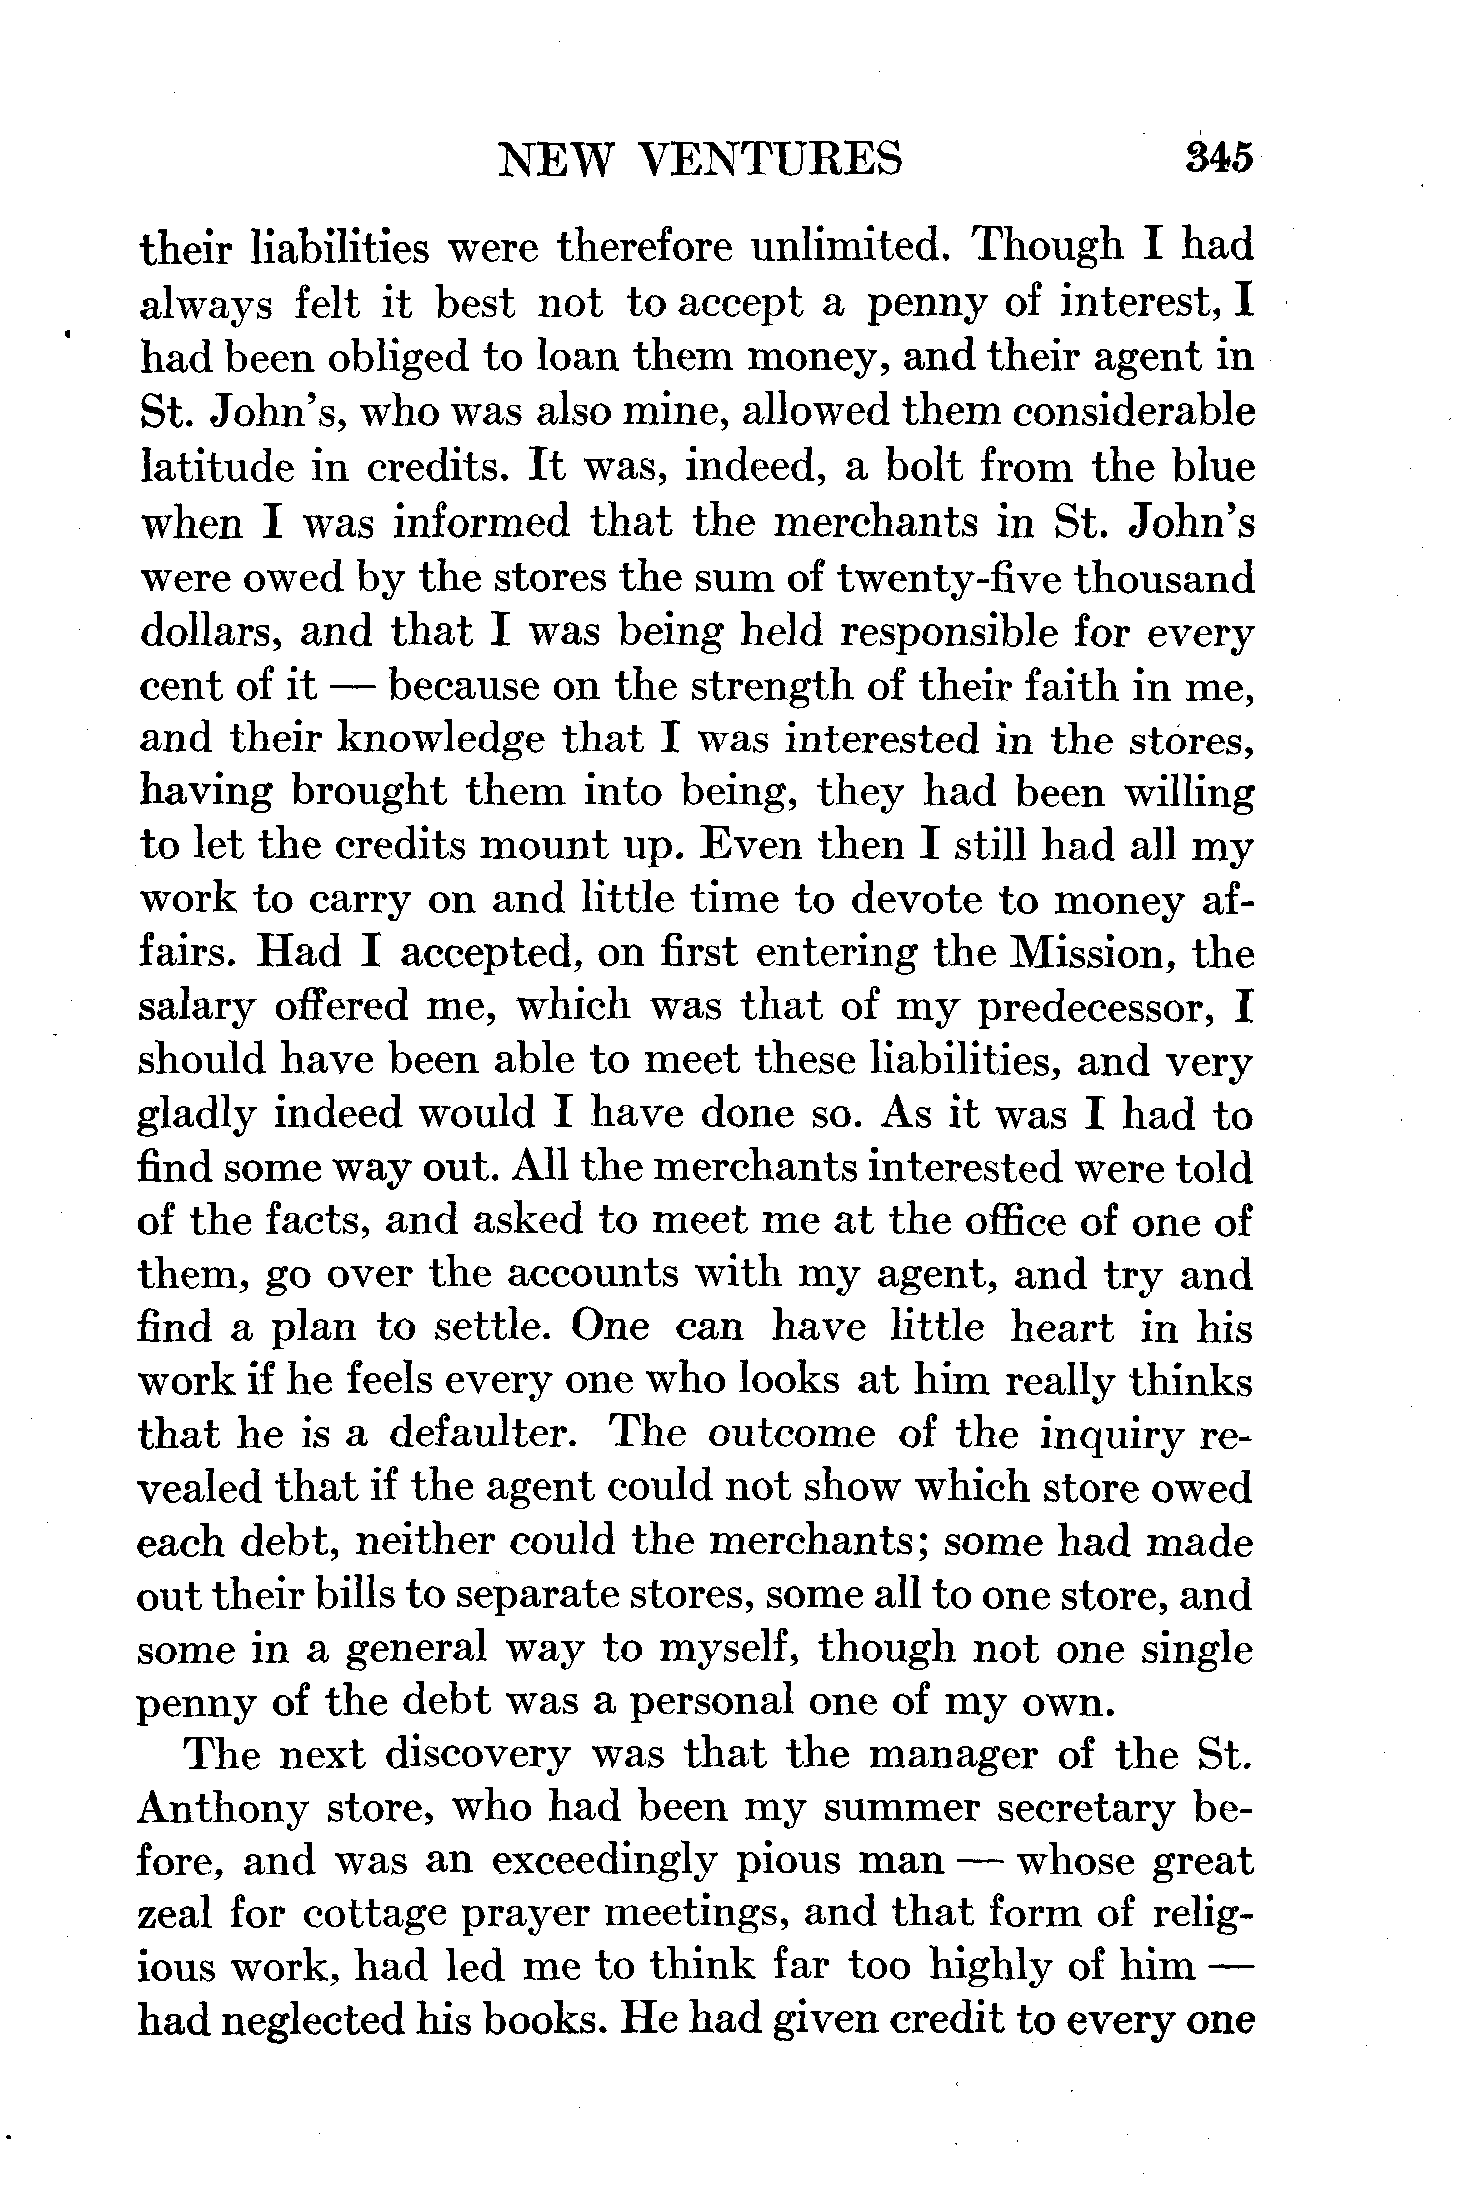 NEW VENTURES 345
their liabilities were therefore unlimited. Though I had
always felt it best not to accept a penny of interest, I
had been obliged to loan them money, and their agent in
St. John's, who was also mine, allowed them considerable
latitude in credits. It was, indeed, a bolt from the blue
when I was informed that the merchants in St. John's
were owed by the stores the sum of twenty-five thousand
dollars, and that I was being held responsible for every
cent of it — because on the strength of their faith in me,
and their knowledge that I was interested in the stores,
having brought them into being, they had been willing
to let the credits mount up. Even then I still had all my
work to carry on and little time to devote to money af-
fairs. Had I accepted, on first entering the Mission, the
salary offered me, which was that of my predecessor, I
should have been able to meet these liabilities, and very
gladly indeed would I have done so. As it was I had to
find some way out. All the merchants interested were told
of the facts, and asked to meet me at the office of one of
them, go over the accounts with my agent, and try and
find a plan to settle. One can have little heart in his
work if he feels every one who looks at him really thinks
that he is a defaulter. The outcome of the inquiry re-
vealed that if the agent could not show which store owed
each debt, neither could the merchants; some had made
out their bills to separate stores, some all to one store, and
some in a general way to myself, though not one single
penny of the debt was a personal one of my own.
The next discovery was that the manager of the St.
Anthony store, who had been my summer secretary be-
fore, and was an exceedingly pious man — whose great
zeal for cottage prayer meetings, and that form of relig-
ious work, had led me to think far too highly of him —
had neglected his books. He had given credit to every one